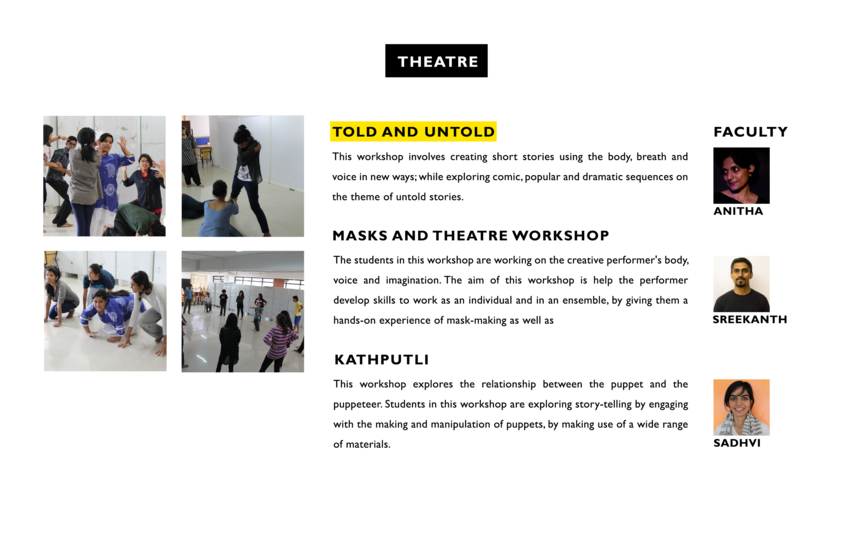 THEATRE
TOLD AND UNTOLD
This workshop involves creating short stories using the body, breath and
voice in new ways; while exploring comic, popular and dramatic sequences on
the theme of untold stories.
MASKS AND THEATRE WORKSHOP
The students in this workshop are working on the creative performer's body,
voice and imagination. The aim of this workshop is help the performer
develop skills to work as an individual and in an ensemble, by giving them a
hands-on experience of mask-making as well as
KATHPUTLI
This workshop explores the relationship between the puppet and the
puppeteer. Students in this workshop are exploring story-telling by engaging
with the making and manipulation of puppets, by making use of a wide range
of materials.
FACULTY
ANITHA
SREEKANTH
SADHVI